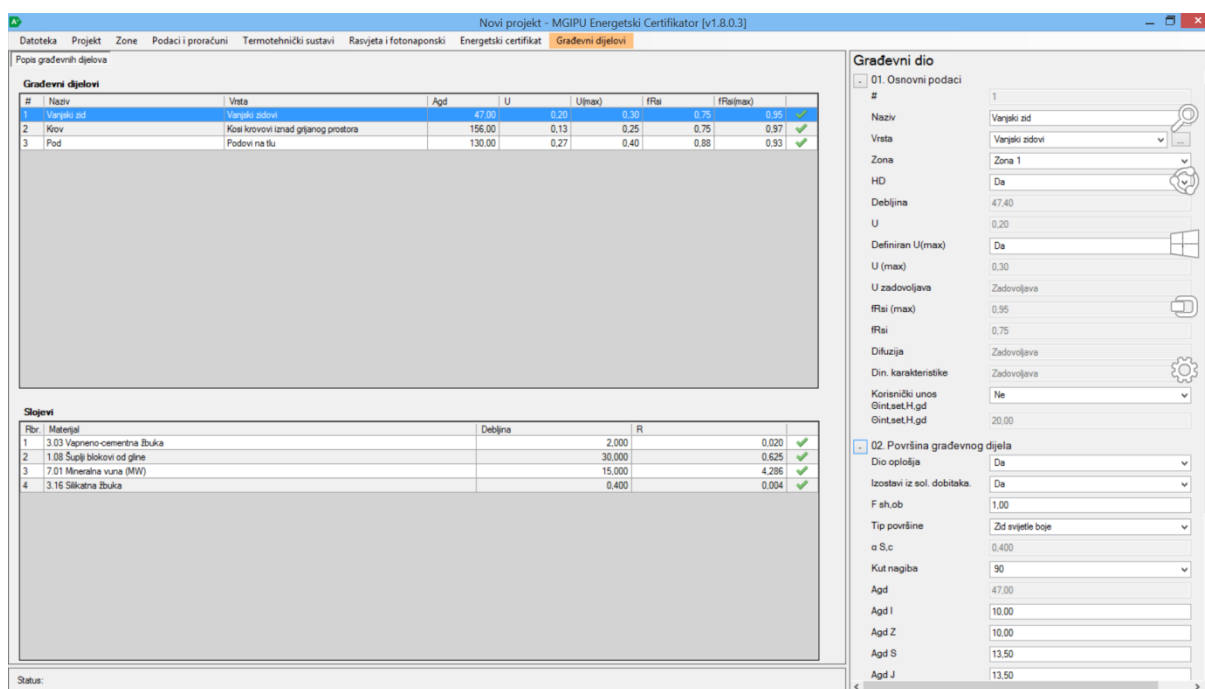 Novi projekt - MGIPU Energetski Certifikator [v1.8.0.3]
Datoteka Projekt Zone Podaci i proračuni Termotehnički sustavi Rasvjeta i fotonaponski Energetski certifikat Građevni dijelovi
Popis građevnih dijelova
Građevni dijelovi
# Naziv Vrsta Agd U U(max) fRsi fRsi(max)
1 Vanjski zid Vanjski zidovi 47,00 0,20 0,30 0,75 0,95
2 Krov Kosi krovovi iznad grijanog prostora 156,00 0,13 0,25 0,75 0,97
3 Pod Podovi na tlu 130,00 0,27 0,40 0,88 0,93
Slojevi
Rbr. Materijal Debljina R
1 3.03 Vapneno-cementna žbuka 2,000 0,020
2 1.08 Šuplji blokovi od gline 30,000 0,625
3 7.01 Mineralna vuna (MW) 15,000 4,286
4 3.16 Silikatna žbuka 0,400 0,004
Status:
Građevni dio
- 01. Osnovni podaci
# 1
Naziv Vanjski zid
Vrsta Vanjski zidovi ...
Zona Zona 1
HD Da
Debljina 47,40
U 0,20
Definiran U(max) Da
U (max) 0,30
U zadovoljava Zadovoljava
fRsi (max) 0,95
fRsi 0,75
Difuzija Zadovoljava
Din. karakteristike Zadovoljava
Korisnički unos Ne
Θint,set,H,gd
Θint,set,H,gd 20,00
- 02. Površina građevnog dijela
Dio oplošja Da
Izostavi iz sol. dobitaka. Da
F sh,ob 1,00
Tip površine Zid svijetle boje
α S,c 0,400
Kut nagiba 90
Agd 47,00
Agd I 10,00
Agd Z 10,00
Agd S 13,50
Agd J 13,50